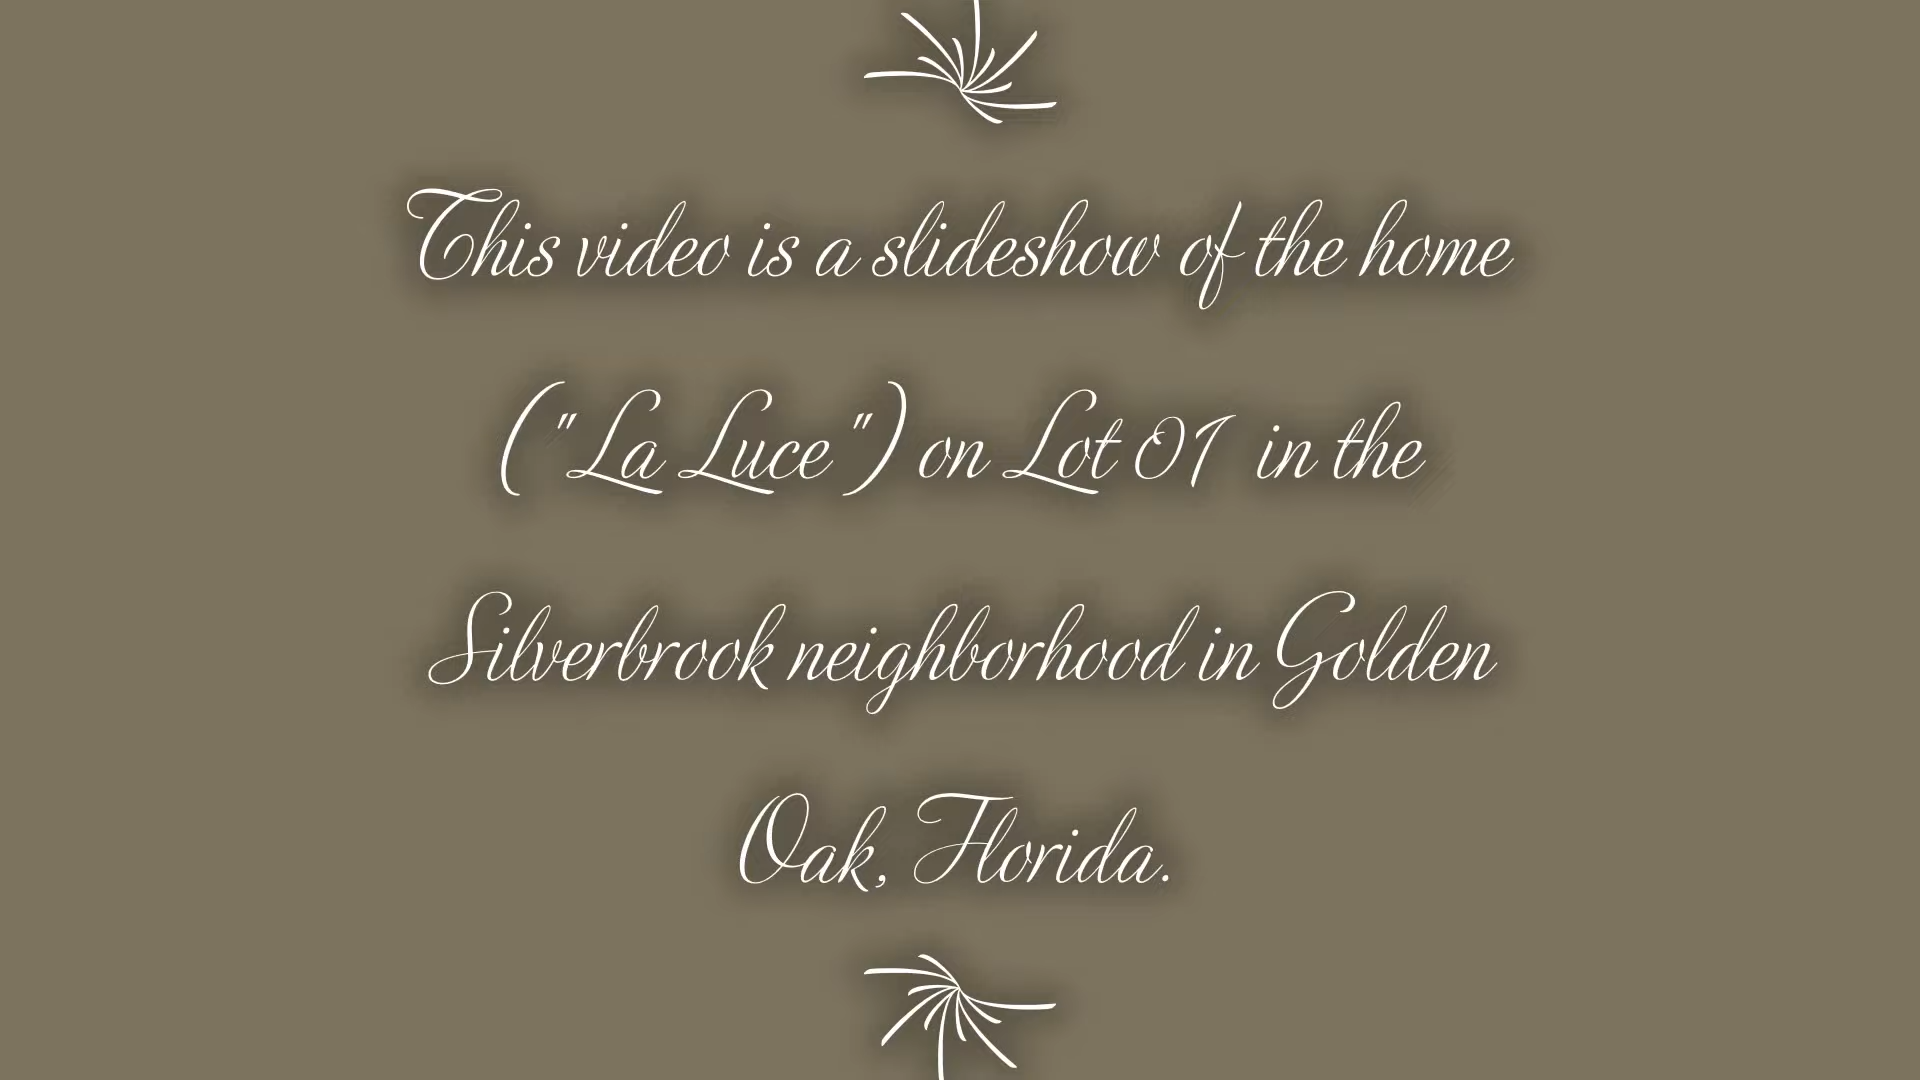 This video is a slideshow of the home
("La Luce") on Lot 01 in the
Silverbrook neighborhood in Golden
Oak, Florida.